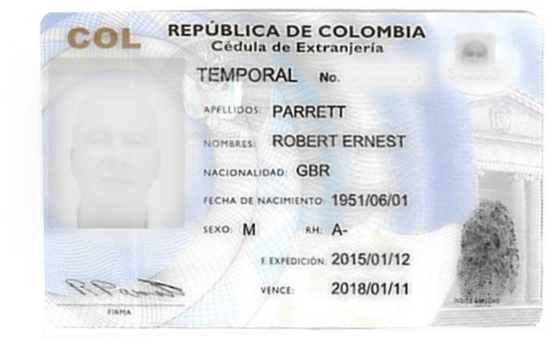 COL
REPÚBLICA DE COLOMBIA
Cédula de Extranjería
TEMPORAL No.
APELLIDOS: PARRETT
NOMBRES: ROBERT ERNEST
NACIONALIDAD: GBR
FECHA DE NACIMIENTO: 1951/06/01
SEXO: M RH: A-
F. EXPEDICIÓN: 2015/01/12
VENCE: 2018/01/11
FIRMA
INDICE DERECHO